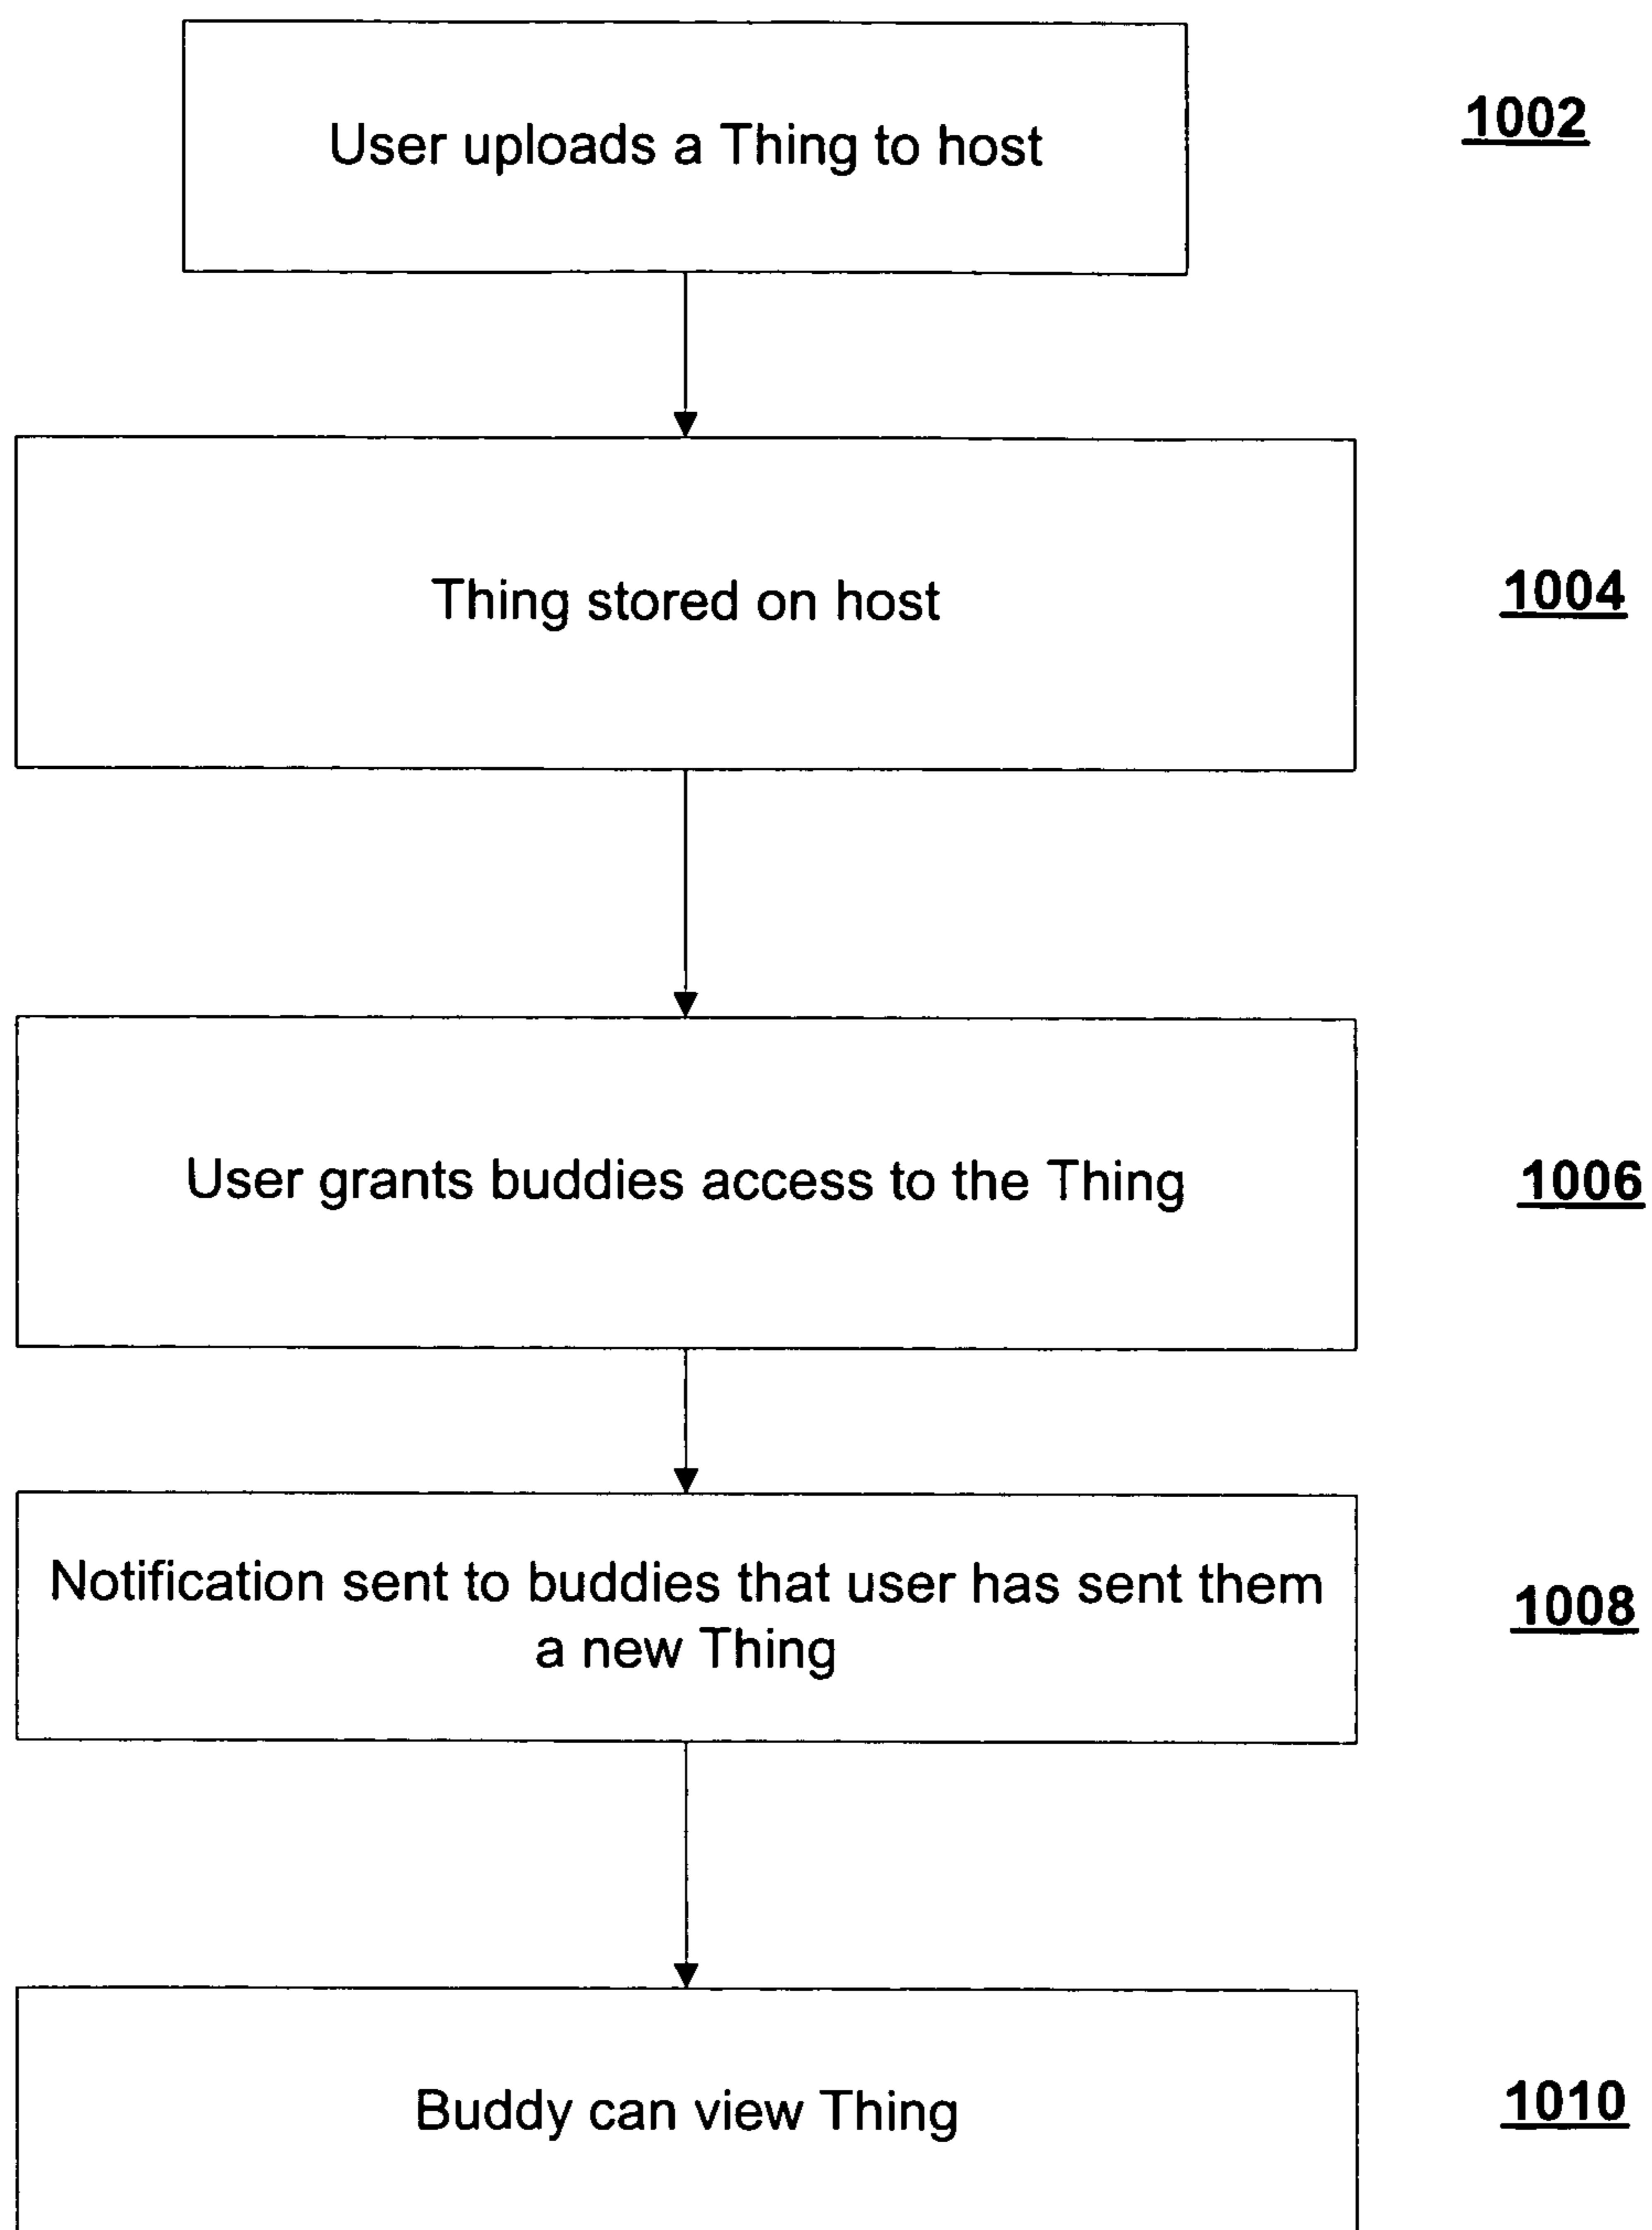 User uploads a Thing to host
1002
Thing stored on host
1004
User grants buddies access to the Thing
1006
Notification sent to buddies that user has sent them
a new Thing
1008
Buddy can view Thing
1010